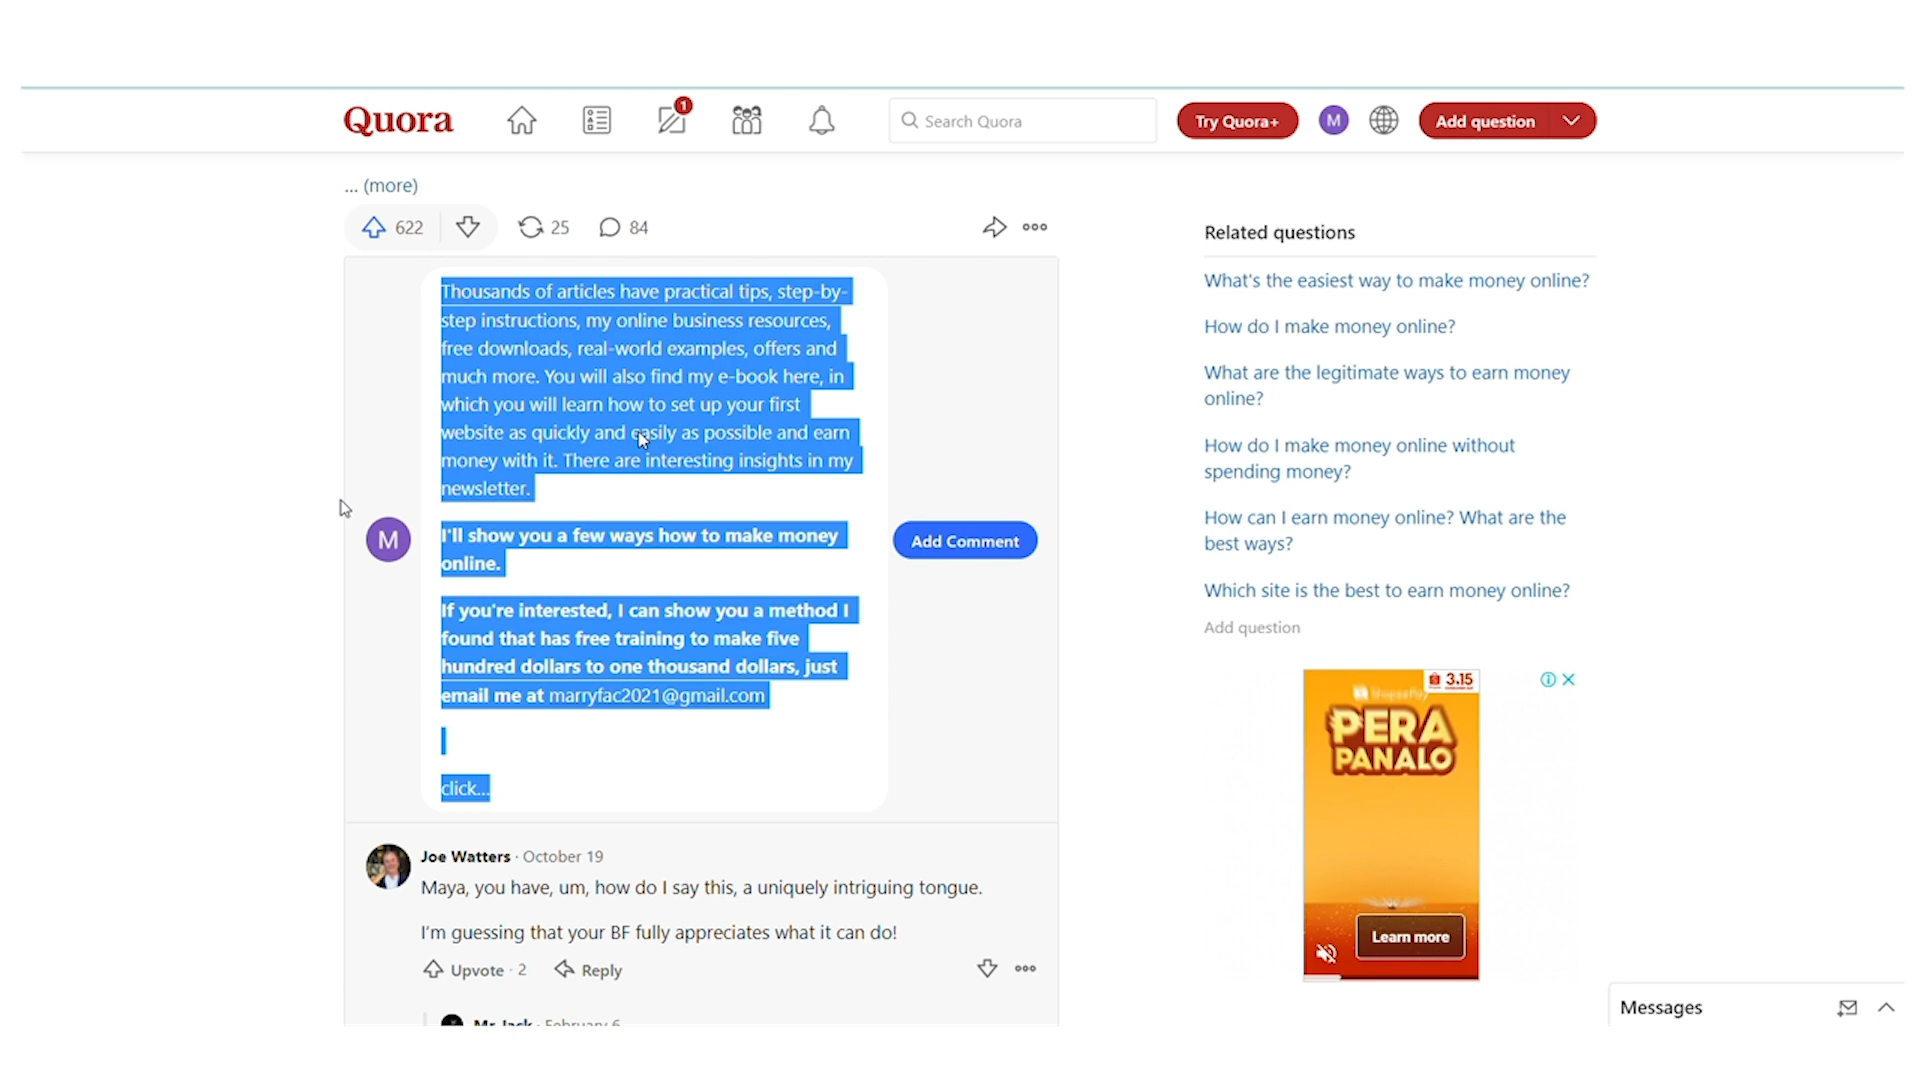 Quora
1
Search Quora
Try Quora+
M
Add question
... (more)
622
25
84
Thousands of articles have practical tips, step-by-
step instructions, my online business resources,
free downloads, real-world examples, offers and
much more. You will also find my e-book here, in
which you will learn how to set up your first
website as quickly and easily as possible and earn
money with it. There are interesting insights in my
newsletter.
I'll show you a few ways how to make money
online.
If you're interested, I can show you a method I
found that has free training to make five
hundred dollars to one thousand dollars, just
email me at marryfac2021@gmail.com
click...
M
Add Comment
Joe Watters · October 19
Maya, you have, um, how do I say this, a uniquely intriguing tongue.
I'm guessing that your BF fully appreciates what it can do!
Upvote · 2
Reply
Mr Jack · February 6
Related questions
What's the easiest way to make money online?
How do I make money online?
What are the legitimate ways to earn money
online?
How do I make money online without
spending money?
How can I earn money online? What are the
best ways?
Which site is the best to earn money online?
Add question
3.15
ShopeePay
PERA
PANALO
Learn more
Messages